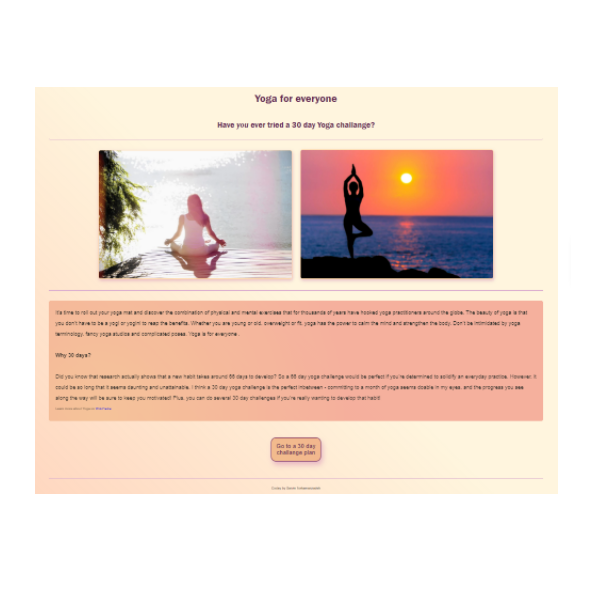 Yoga for everyone
Have you ever tried a 30 day Yoga challange?
It's time to roll out your yoga mat and discover the combination of physical and mental exercises that for thousands of years have hooked yoga practitioners around the globe. The beauty of yoga is that
you don't have to be a yogi or yogini to reap the benefits. Whether you are young or old, overweight or fit, yoga has the power to calm the mind and strengthen the body. Don't be intimidated by yoga
terminology, fancy yoga studios and complicated poses. Yoga is for everyone .
Why 30 days?
Did you know that research actually shows that a new habit takes around 66 days to develop? So a 66 day yoga challenge would be perfect if you're determined to solidify an everyday practice. However, it
could be so long that it seems daunting and unattainable. I think a 30 day yoga challenge is the perfect inbetween - committing to a month of yoga seems doable in my eyes, and the progress you see
along the way will be sure to keep you motivated! Plus, you can do several 30 day challenges if you're really wanting to develop that habit!
Go to a 30 day
challenge plan